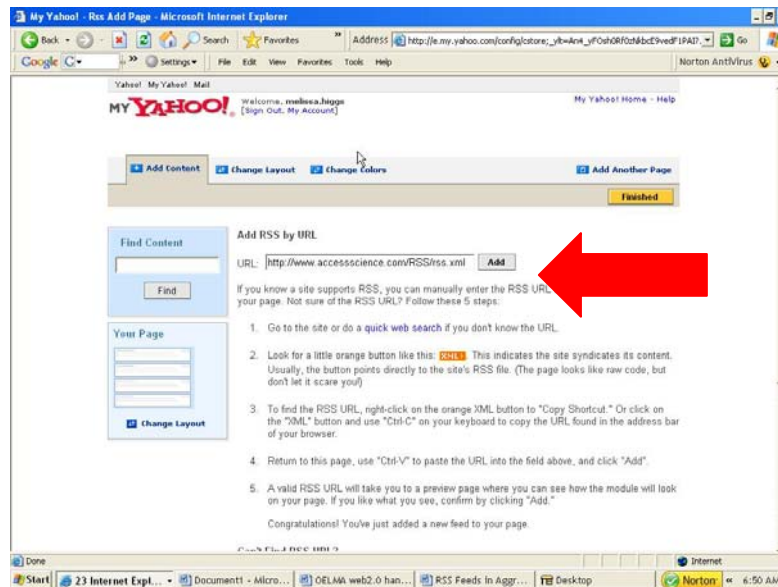 My Yahoo! - Rss Add Page - Microsoft Internet Explorer
Back Search Favorites » Address http://e.my.yahoo.com/config/cstore; Go
Google G Settings File Edit View Favorites Tools Help Norton AntiVirus
Yahoo! My Yahoo! Mail
MY YAHOO! Welcome, melissa.higgs My Yahoo! Home - Help
[Sign Out, My Account]
Add Content Change Layout Change Colors Add Another Page
Finished
Find Content
Find
Your Page
Change Layout
Add RSS by URL
URL: http://www.accessscience.com/RSS/rss.xml Add
If you know a site supports RSS, you can manually enter the RSS URL
your page. Not sure of the RSS URL? Follow these 5 steps:
1. Go to the site or do a quick web search if you don't know the URL.
2. Look for a little orange button like this: XML. This indicates the site syndicates its content.
Usually, the button points directly to the site's RSS file. (The page looks like raw code, but
don't let it scare you!)
3. To find the RSS URL, right-click on the orange XML button to "Copy Shortcut." Or click on
the "XML" button and use "Ctrl-C" on your keyboard to copy the URL found in the address bar
of your browser.
4. Return to this page, use "Ctrl-V" to paste the URL into the field above, and click "Add".
5. A valid RSS URL will take you to a preview page where you can see how the module will look
on your page. If you like what you see, confirm by clicking "Add."
Congratulations! You've just added a new feed to your page.
Can't Find RSS URL?
Done Internet
Start 23 Internet Expl... Document1 - Micro... OELMA web2.0 han... RSS Feeds in Aggr... Desktop Norton « 6:50 AM